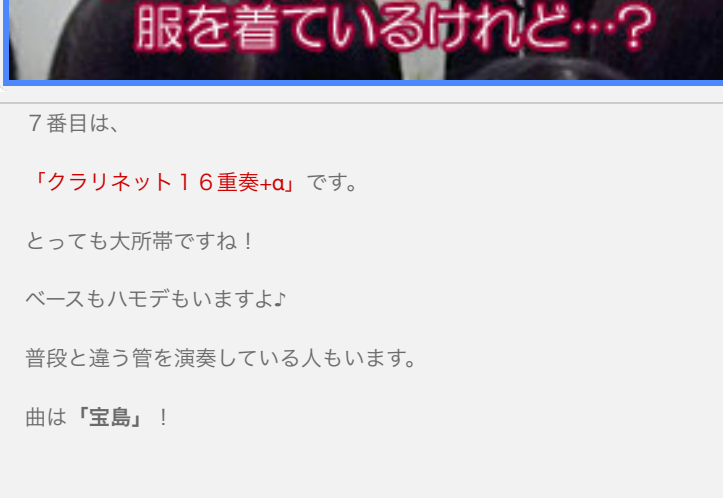 服を着ているけれど…？
７番目は、
「クラリネット１６重奏+α」です。
とっても大所帯ですね！
ベースもハモデもいますよ♪
普段と違う管を演奏している人もいます。
曲は「宝島」！